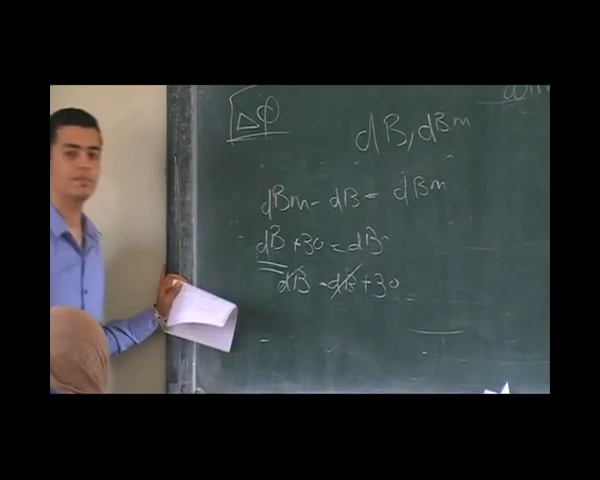 Δφ
dB, dBm
dBm - dB = dBm
dB + 30 = dB
dB - dB + 30